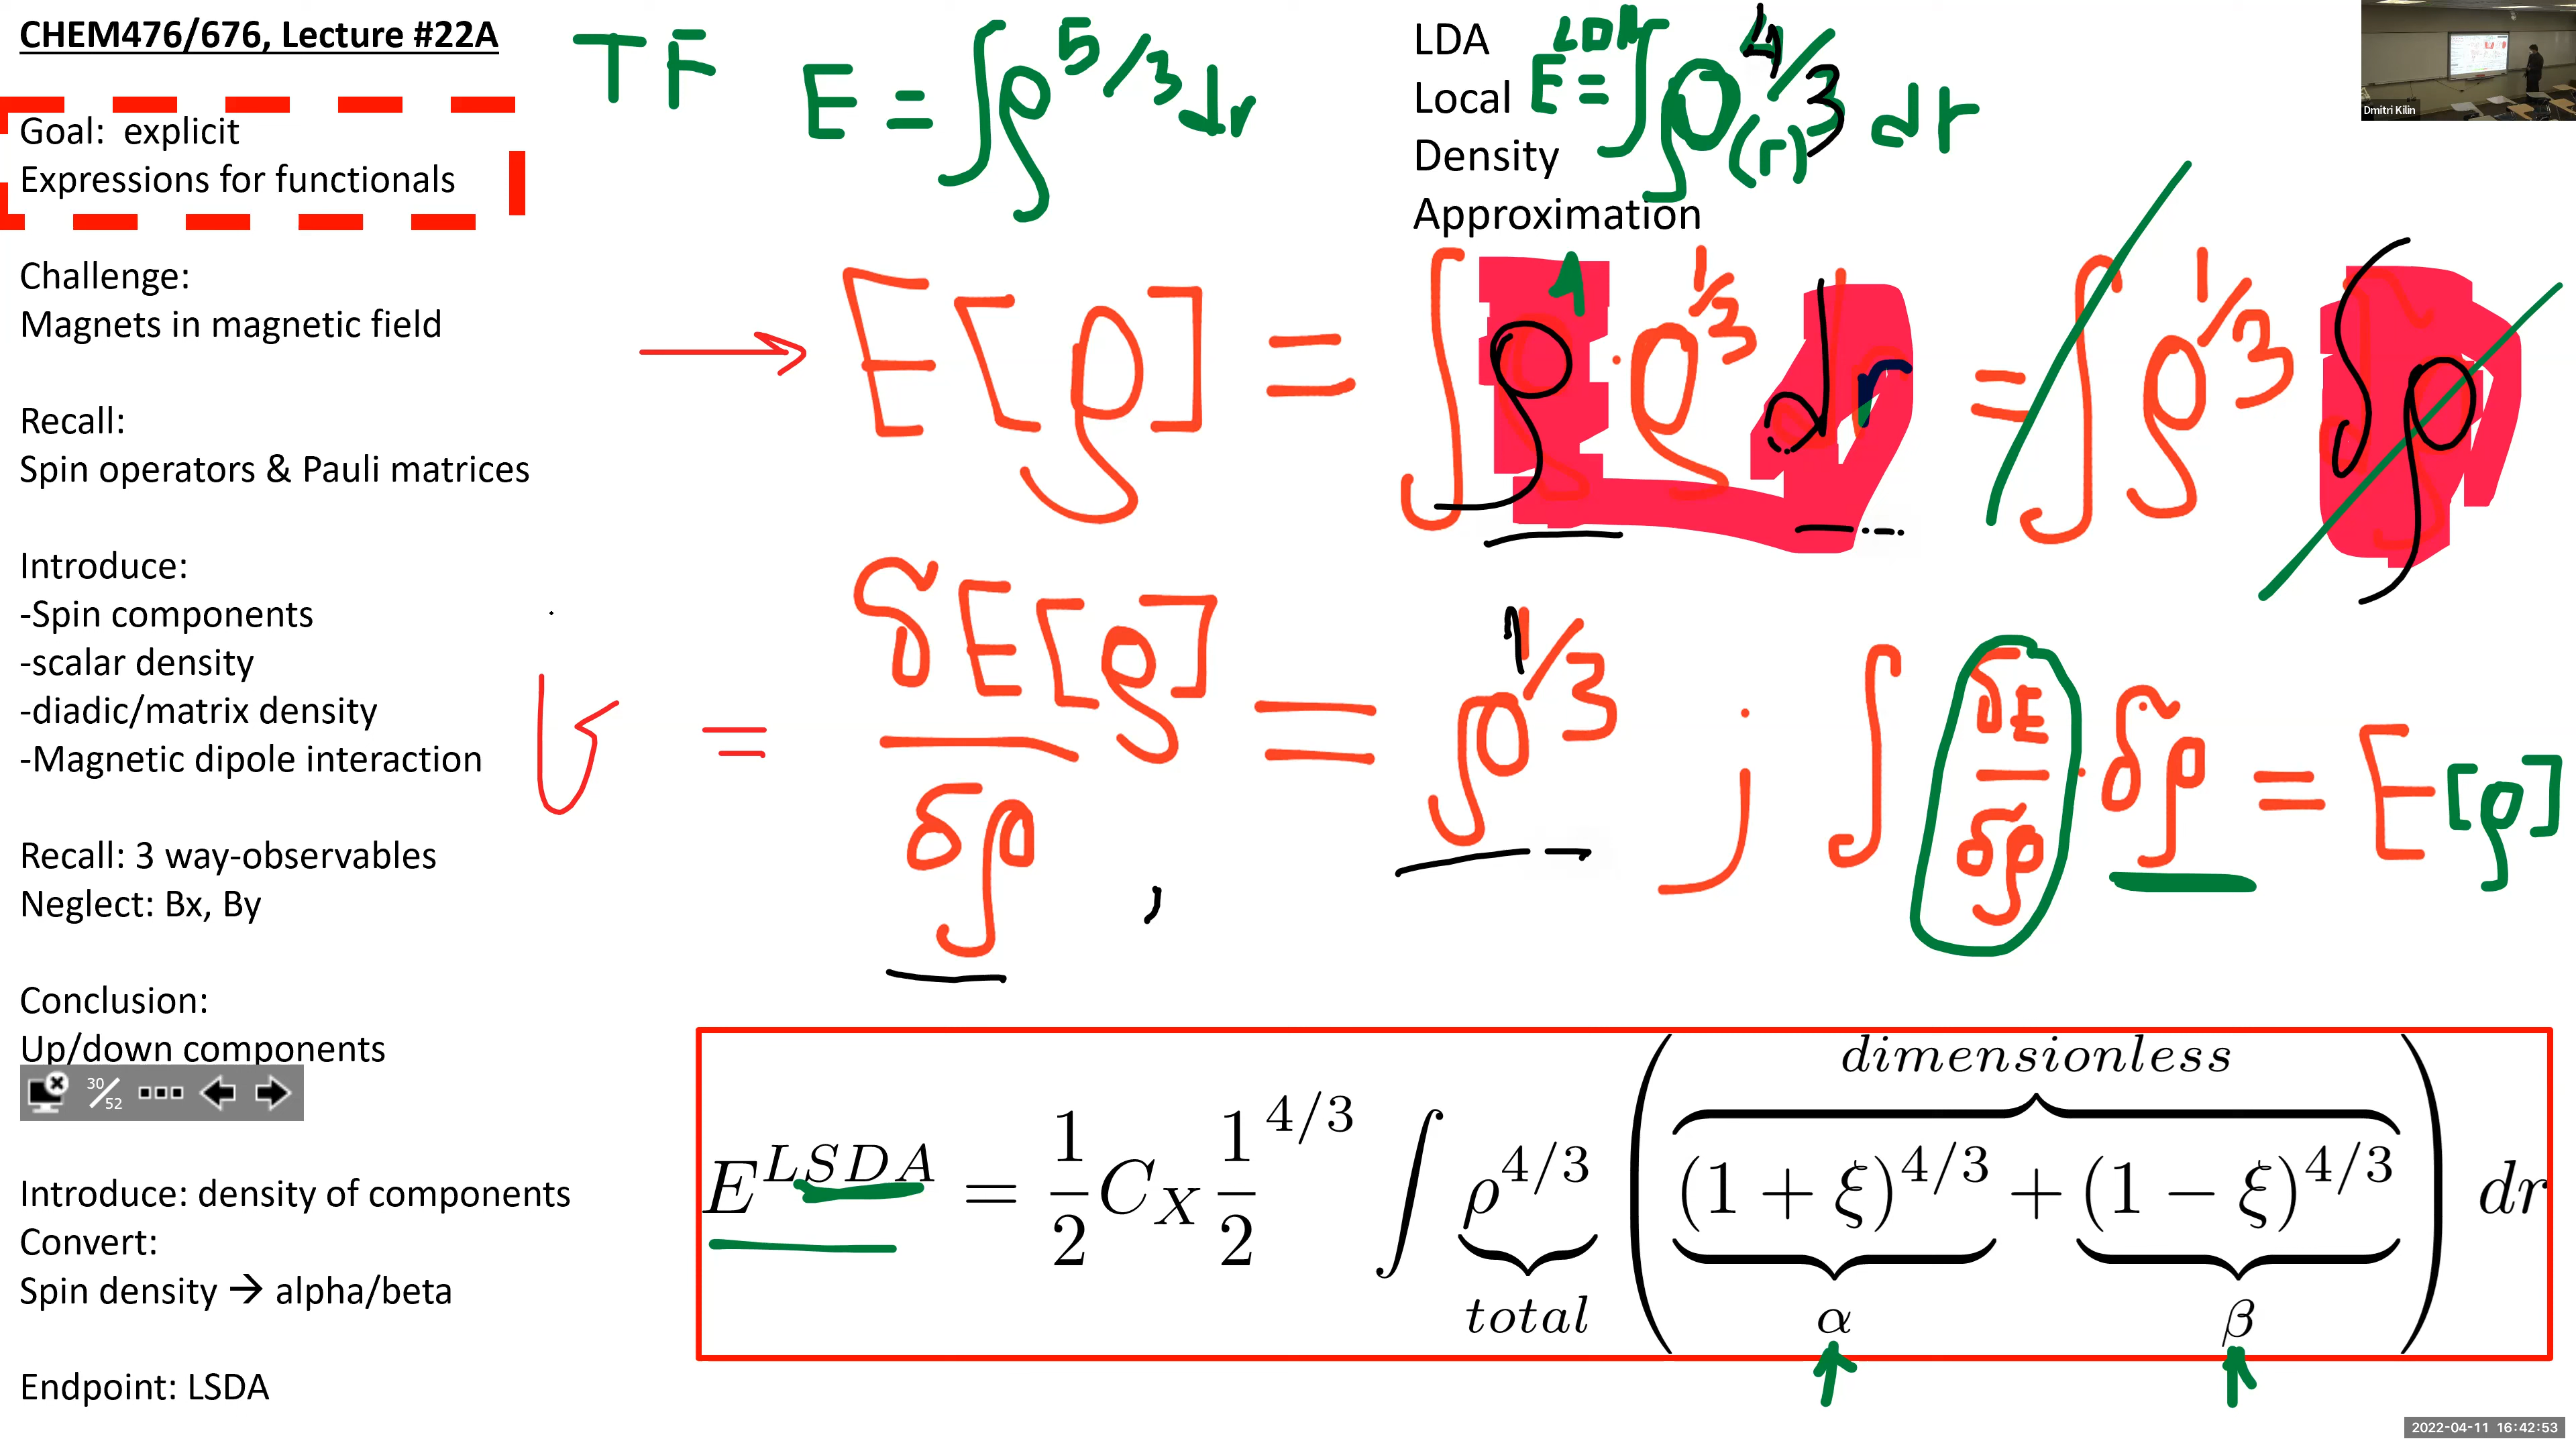 CHEM476/676, Lecture #22A
TF E = ∫ρ^5/3 dr
LDA
Local
Density
Approximation
E^LDA = ∫ρ(r)^4/3 dr
Dmitri Kilin
Goal: explicit
Expressions for functionals
Challenge:
Magnets in magnetic field
Recall:
Spin operators & Pauli matrices
Introduce:
-Spin components
-scalar density
-diadic/matrix density
-Magnetic dipole interaction
Recall: 3 way-observables
Neglect: Bx, By
Conclusion:
Up/down components
30/52
Introduce: density of components
Convert:
Spin density → alpha/beta
Endpoint: LSDA
→ E[ρ] = ∫ρ^1 · ρ^1/3 dr = ∫ρ^1/3 ∫ρ
v = δE[ρ]/δρ , = ρ^1/3 ; ∫ δE/δρ · δρ = E[ρ]
E^LSDA = 1/2 C_X 1/2^4/3 ∫ ρ^4/3 ( (1 + ξ)^4/3 + (1 − ξ)^4/3 ) dr
dimensionless
total α β
2022-04-11 16:42:53